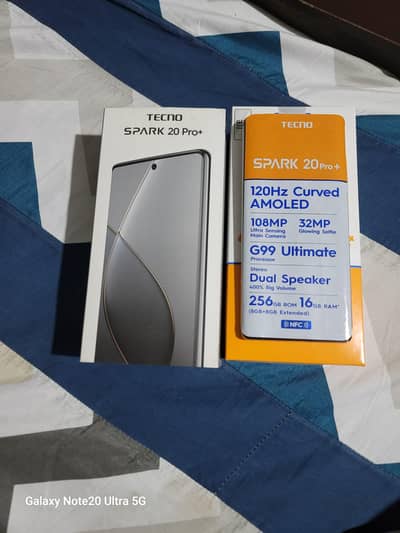 TECNO
SPARK 20 Pro+
TECNO
SPARK 20 Pro+
120Hz Curved
AMOLED
108MP 32MP
Ultra Sensing Glowing Selfie
Main Camera
G99 Ultimate
Processor
Stereo
Dual Speaker
400% Big Volume
256GB ROM 16GB RAM*
(8GB+8GB Extended)
NFC
Galaxy Note20 Ultra 5G